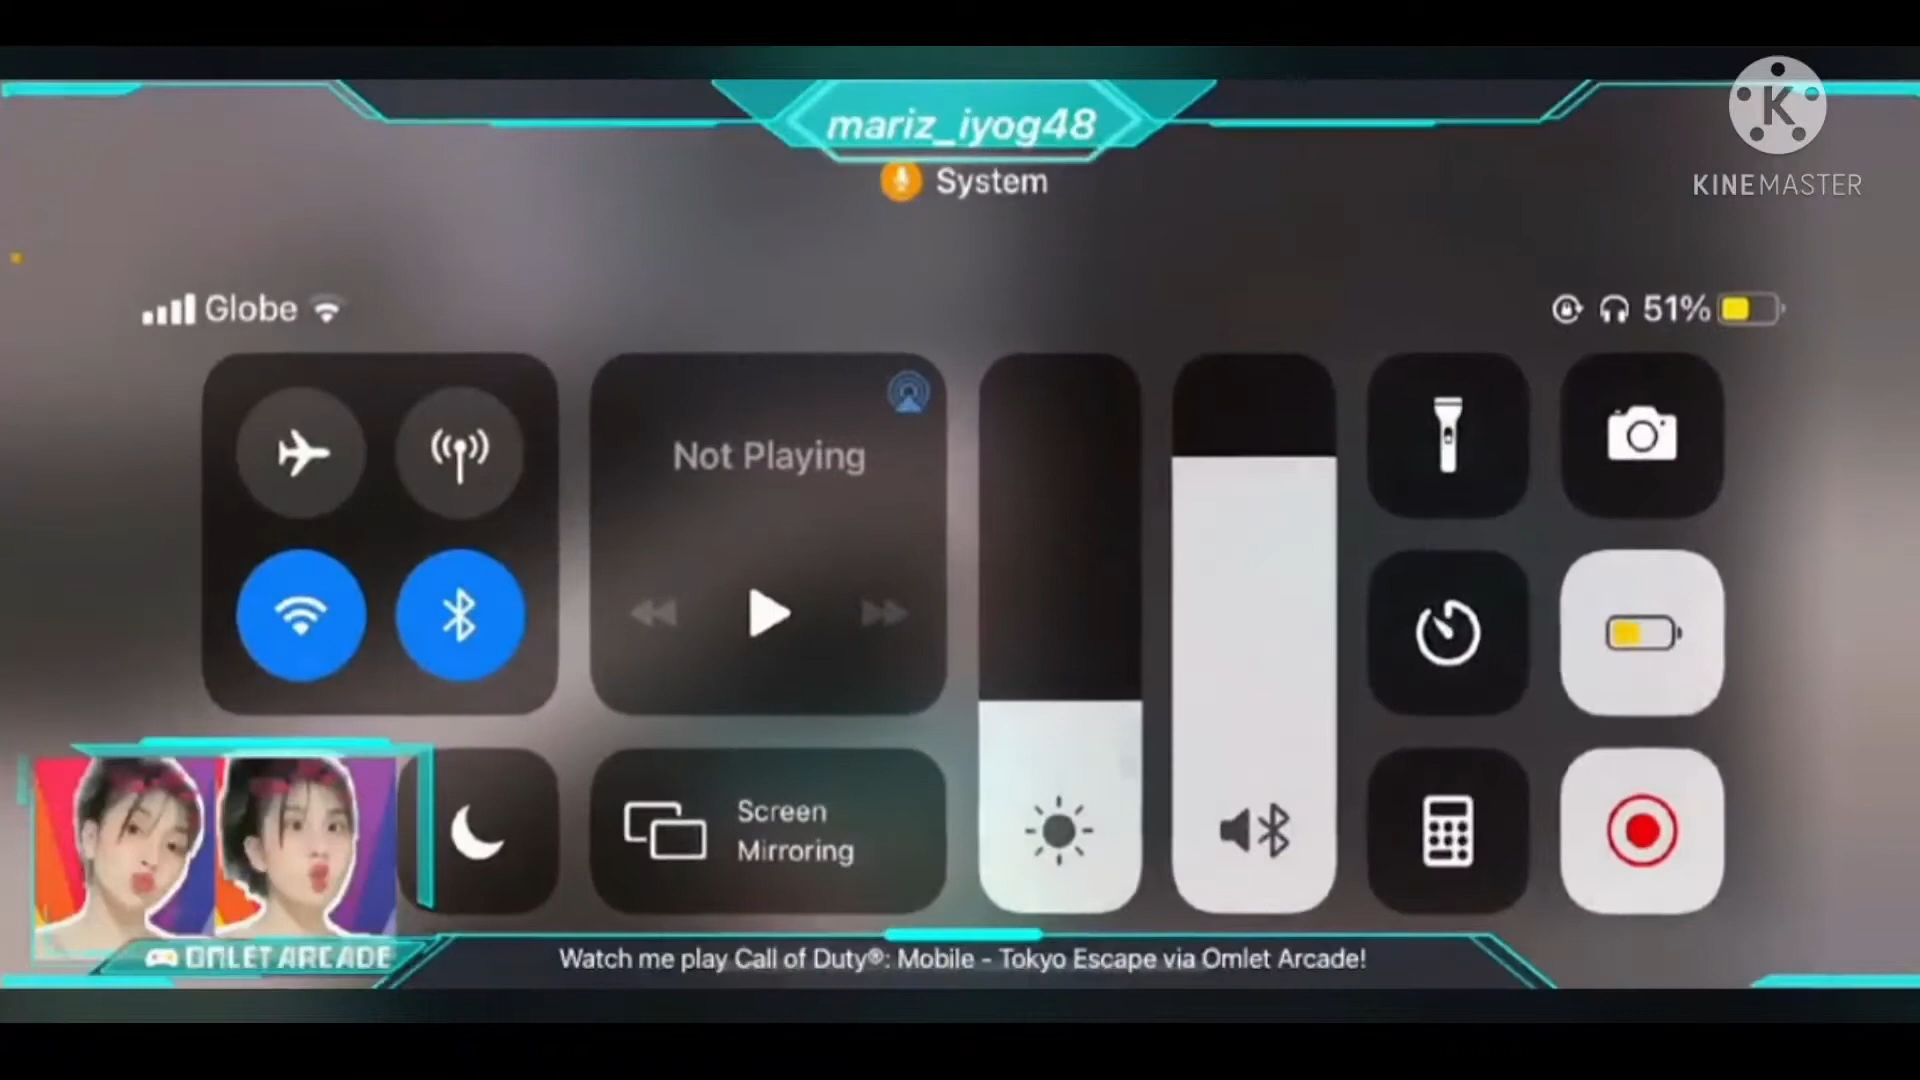 mariz_iyog48
K
KINEMASTER
System
Globe
51%
Not Playing
Screen
Mirroring
OMLET ARCADE
Watch me play Call of Duty®: Mobile - Tokyo Escape via Omlet Arcade!